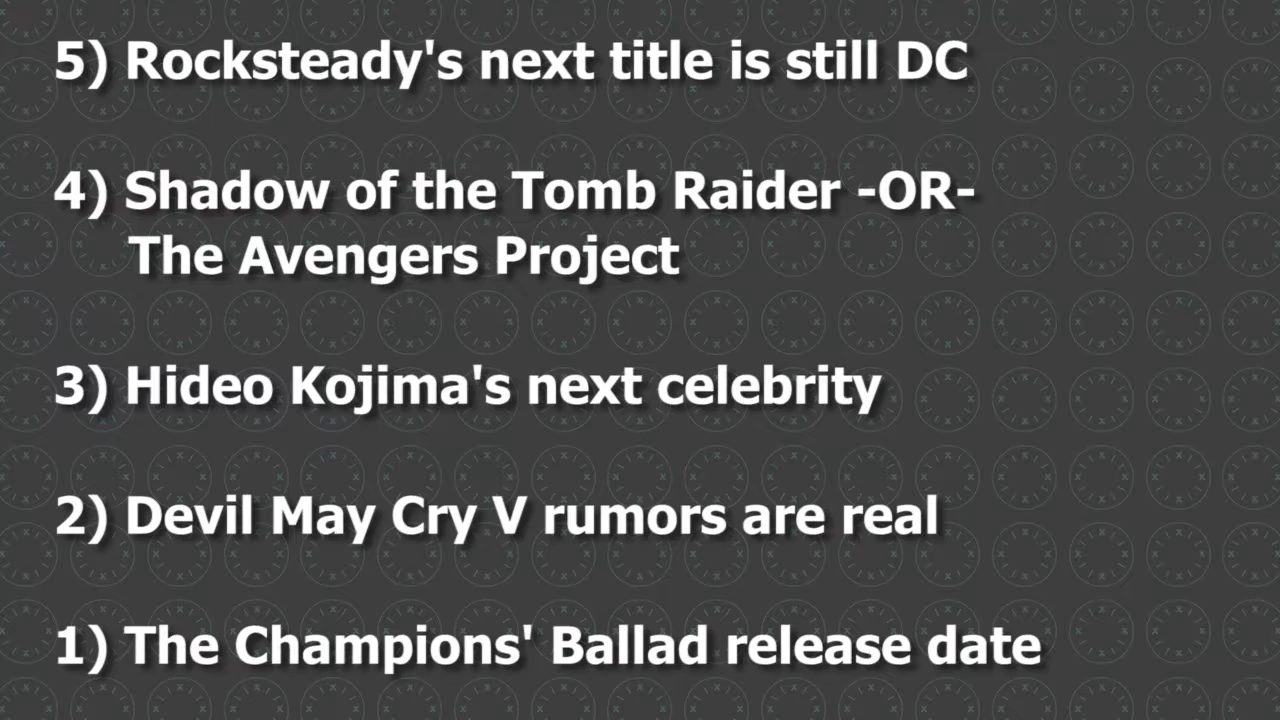 5) Rocksteady's next title is still DC
4) Shadow of the Tomb Raider -OR-
The Avengers Project
3) Hideo Kojima's next celebrity
2) Devil May Cry V rumors are real
1) The Champions' Ballad release date